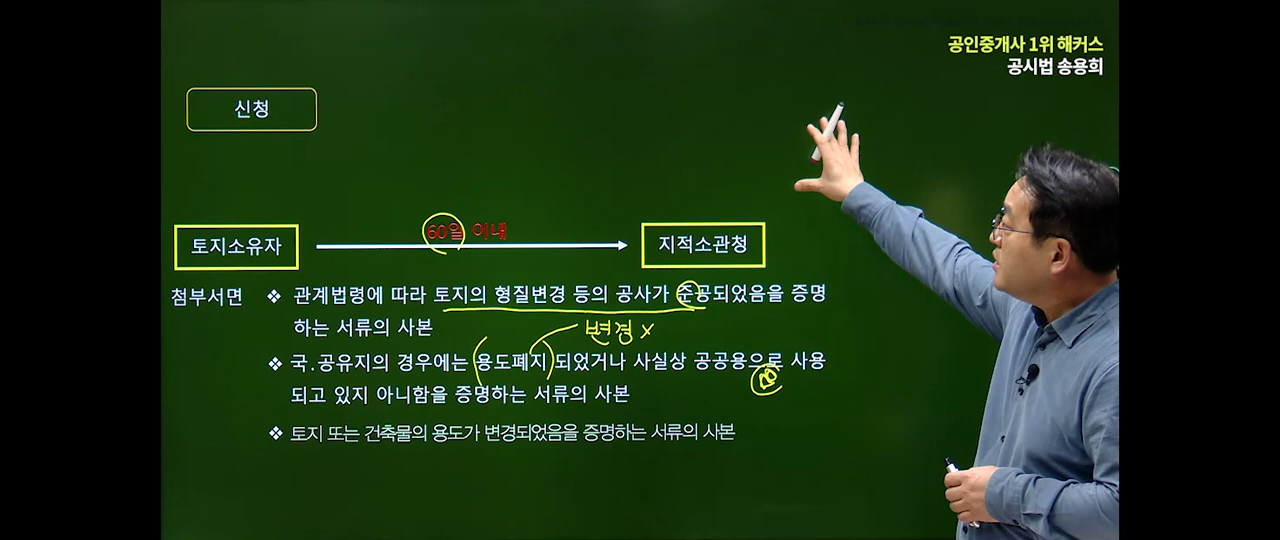 공인중개사 1위 해커스
공시법 송용희
신청
토지소유자
60일 이내
지적소관청
첨부서면
❖ 관계법령에 따라 토지의 형질변경 등의 공사가 준공되었음을 증명
하는 서류의 사본
변경 x
❖ 국.공유지의 경우에는 용도폐지 되었거나 사실상 공공용으로 사용
되고 있지 아니함을 증명하는 서류의 사본
❖ 토지 또는 건축물의 용도가 변경되었음을 증명하는 서류의 사본